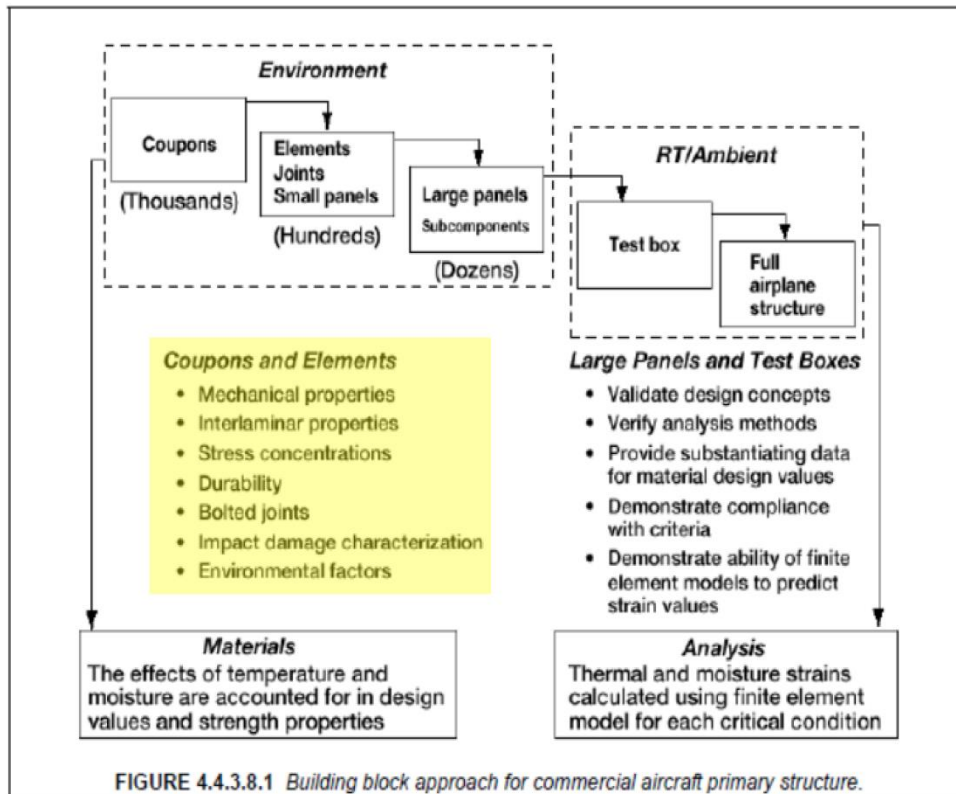 Environment
Coupons
(Thousands)
Elements
Joints
Small panels
(Hundreds)
Large panels
Subcomponents
(Dozens)
RT/Ambient
Test box
Full
airplane
structure
Coupons and Elements
• Mechanical properties
• Interlaminar properties
• Stress concentrations
• Durability
• Bolted joints
• Impact damage characterization
• Environmental factors
Large Panels and Test Boxes
• Validate design concepts
• Verify analysis methods
• Provide substantiating data
for material design values
• Demonstrate compliance
with criteria
• Demonstrate ability of finite
element models to predict
strain values
Materials
The effects of temperature and
moisture are accounted for in design
values and strength properties
Analysis
Thermal and moisture strains
calculated using finite element
model for each critical condition
FIGURE 4.4.3.8.1 Building block approach for commercial aircraft primary structure.